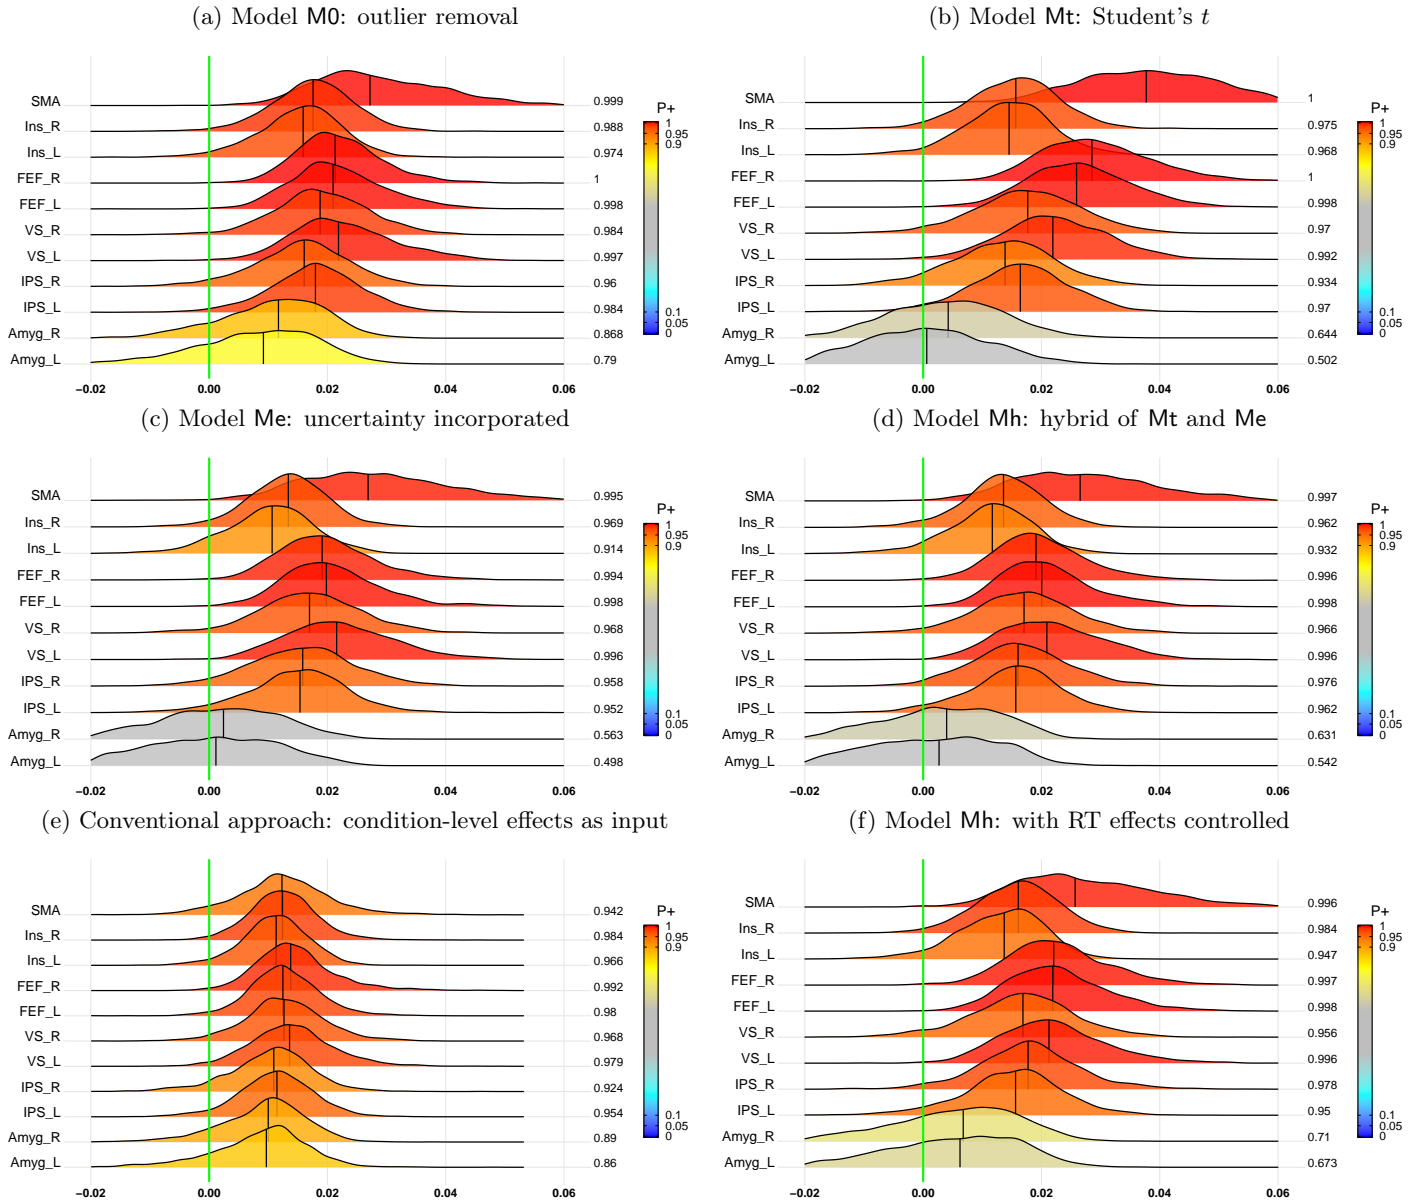 (a) Model M0: outlier removal
SMA 0.999
Ins_R 0.988
Ins_L 0.974
FEF_R 1
FEF_L 0.998
VS_R 0.984
VS_L 0.997
IPS_R 0.96
IPS_L 0.984
Amyg_R 0.868
Amyg_L 0.79
−0.02 0.00 0.02 0.04 0.06
P+
1
0.95
0.9
0.1
0.05
0
(b) Model Mt: Student's t
SMA 1
Ins_R 0.975
Ins_L 0.968
FEF_R 1
FEF_L 0.998
VS_R 0.97
VS_L 0.992
IPS_R 0.934
IPS_L 0.97
Amyg_R 0.644
Amyg_L 0.502
−0.02 0.00 0.02 0.04 0.06
P+
1
0.95
0.9
0.1
0.05
0
(c) Model Me: uncertainty incorporated
SMA 0.995
Ins_R 0.969
Ins_L 0.914
FEF_R 0.994
FEF_L 0.998
VS_R 0.968
VS_L 0.996
IPS_R 0.958
IPS_L 0.952
Amyg_R 0.563
Amyg_L 0.498
−0.02 0.00 0.02 0.04 0.06
P+
1
0.95
0.9
0.1
0.05
0
(d) Model Mh: hybrid of Mt and Me
SMA 0.997
Ins_R 0.962
Ins_L 0.932
FEF_R 0.996
FEF_L 0.998
VS_R 0.966
VS_L 0.996
IPS_R 0.976
IPS_L 0.962
Amyg_R 0.631
Amyg_L 0.542
−0.02 0.00 0.02 0.04 0.06
P+
1
0.95
0.9
0.1
0.05
0
(e) Conventional approach: condition-level effects as input
SMA 0.942
Ins_R 0.984
Ins_L 0.966
FEF_R 0.992
FEF_L 0.98
VS_R 0.968
VS_L 0.979
IPS_R 0.924
IPS_L 0.954
Amyg_R 0.89
Amyg_L 0.86
−0.02 0.00 0.02 0.04 0.06
P+
1
0.95
0.9
0.1
0.05
0
(f) Model Mh: with RT effects controlled
SMA 0.996
Ins_R 0.984
Ins_L 0.947
FEF_R 0.997
FEF_L 0.998
VS_R 0.956
VS_L 0.996
IPS_R 0.978
IPS_L 0.95
Amyg_R 0.71
Amyg_L 0.673
−0.02 0.00 0.02 0.04 0.06
P+
1
0.95
0.9
0.1
0.05
0